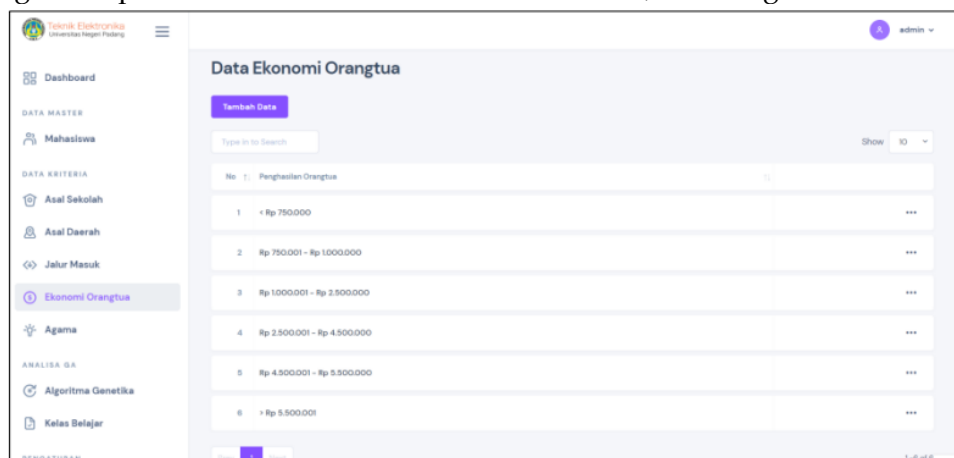 Teknik Elektronika
Universitas Negeri Padang
admin
Dashboard
DATA MASTER
Mahasiswa
DATA KRITERIA
Asal Sekolah
Asal Daerah
Jalur Masuk
Ekonomi Orangtua
Agama
ANALISA GA
Algoritma Genetika
Kelas Belajar
Data Ekonomi Orangtua
Tambah Data
Type in to Search
Show 10
No Penghasilan Orangtua
1 < Rp 750.000
2 Rp 750.001 - Rp 1.000.000
3 Rp 1.000.001 - Rp 2.500.000
4 Rp 2.500.001 - Rp 4.500.000
5 Rp 4.500.001 - Rp 5.500.000
6 > Rp 5.500.001
1